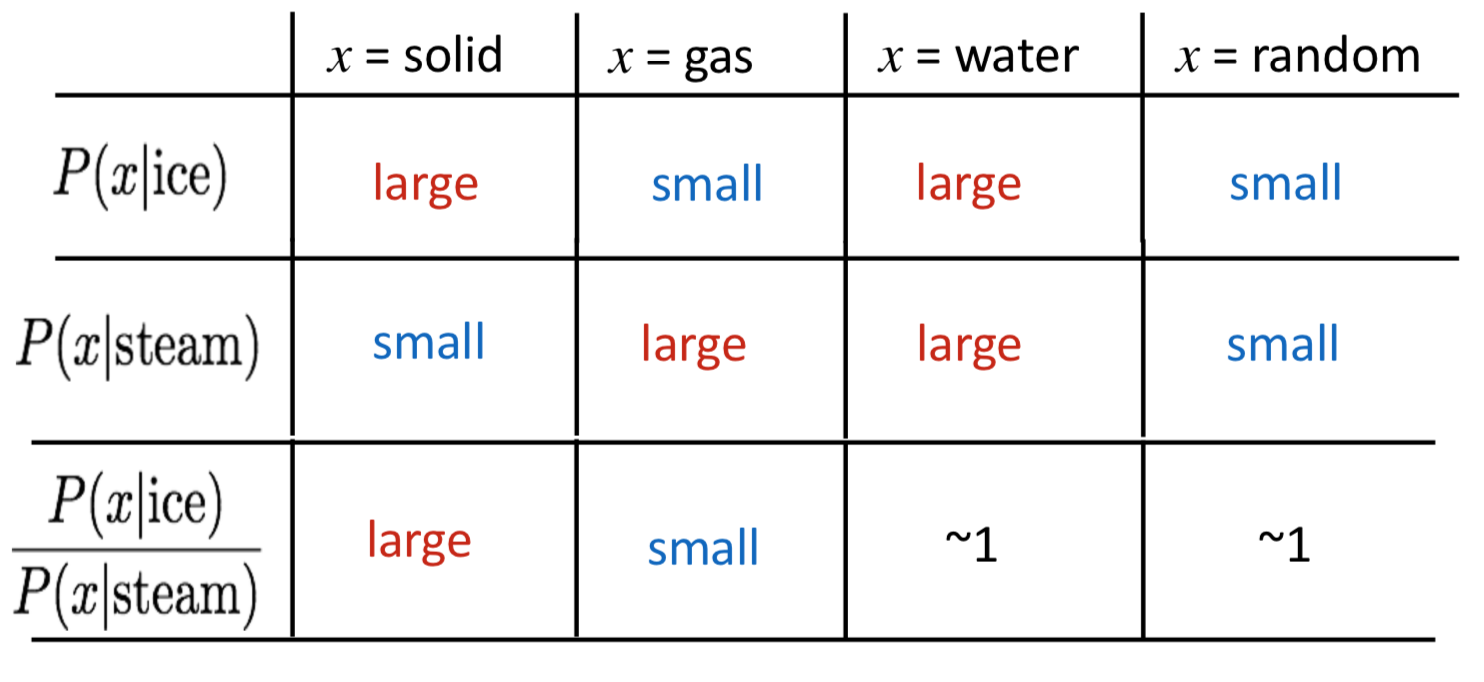 x = solid x = gas x = water x = random
P(x|ice) large small large small
P(x|steam) small large large small
P(x|ice)
large small ~1 ~1
P(x|steam)